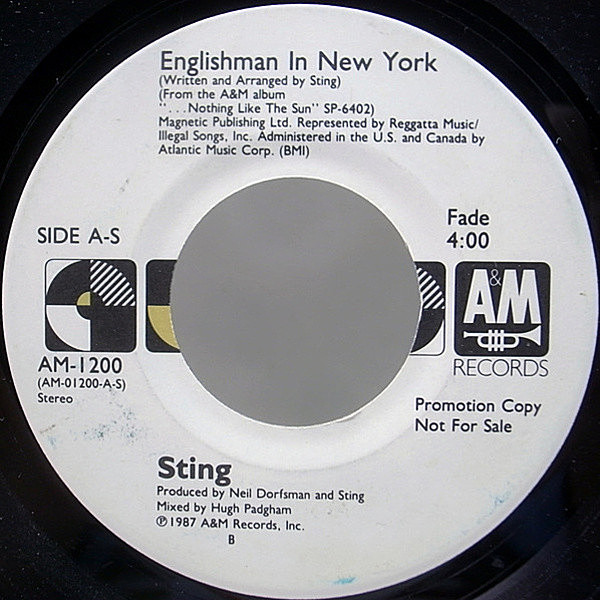 Englishman In New York
(Written and Arranged by Sting)
(From the A&M album
"...Nothing Like The Sun" SP-6402)
Magnetic Publishing Ltd. Represented by Reggatta Music/
Illegal Songs, Inc. Administered in the U.S. and Canada by
Atlantic Music Corp. (BMI)
SIDE A-S
Fade
4:00
A&M
RECORDS
AM-1200
(AM-01200-A-S)
Stereo
Promotion Copy
Not For Sale
Sting
Produced by Neil Dorfsman and Sting
Mixed by Hugh Padgham
℗1987 A&M Records, Inc.
B